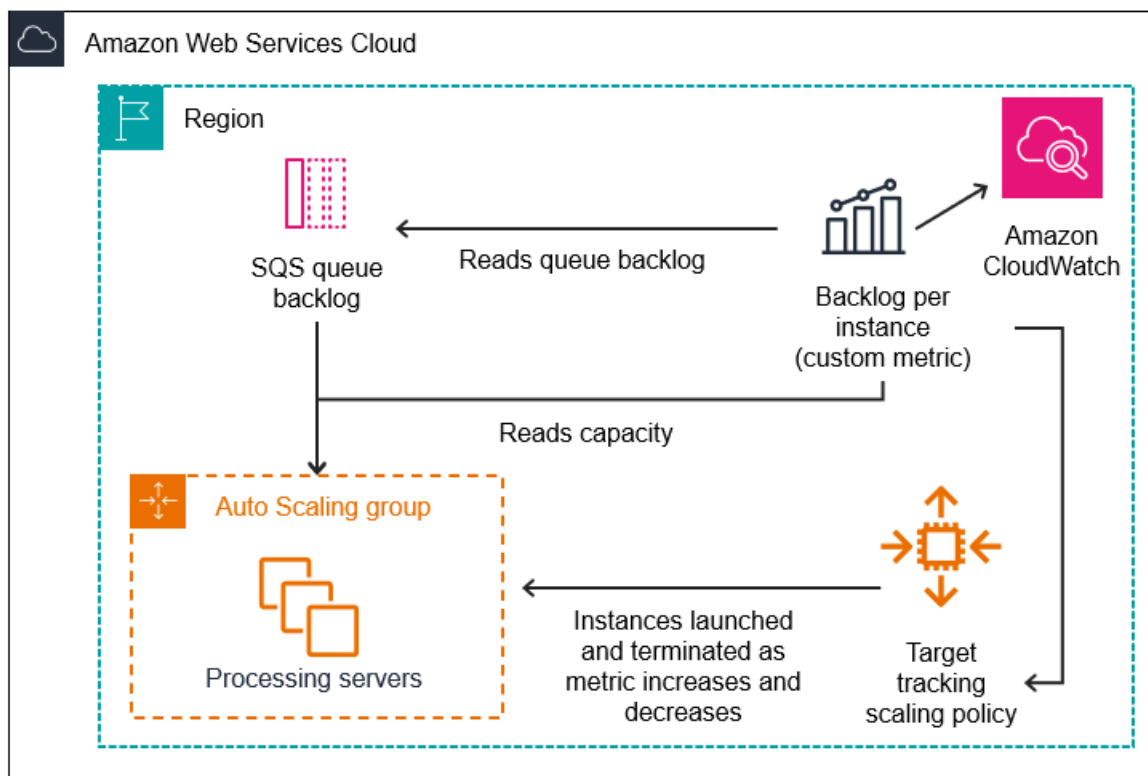 Amazon Web Services Cloud
Region
SQS queue
backlog
Reads queue backlog
Backlog per
instance
(custom metric)
Amazon
CloudWatch
Reads capacity
Auto Scaling group
Processing servers
Instances launched
and terminated as
metric increases and
decreases
Target
tracking
scaling policy